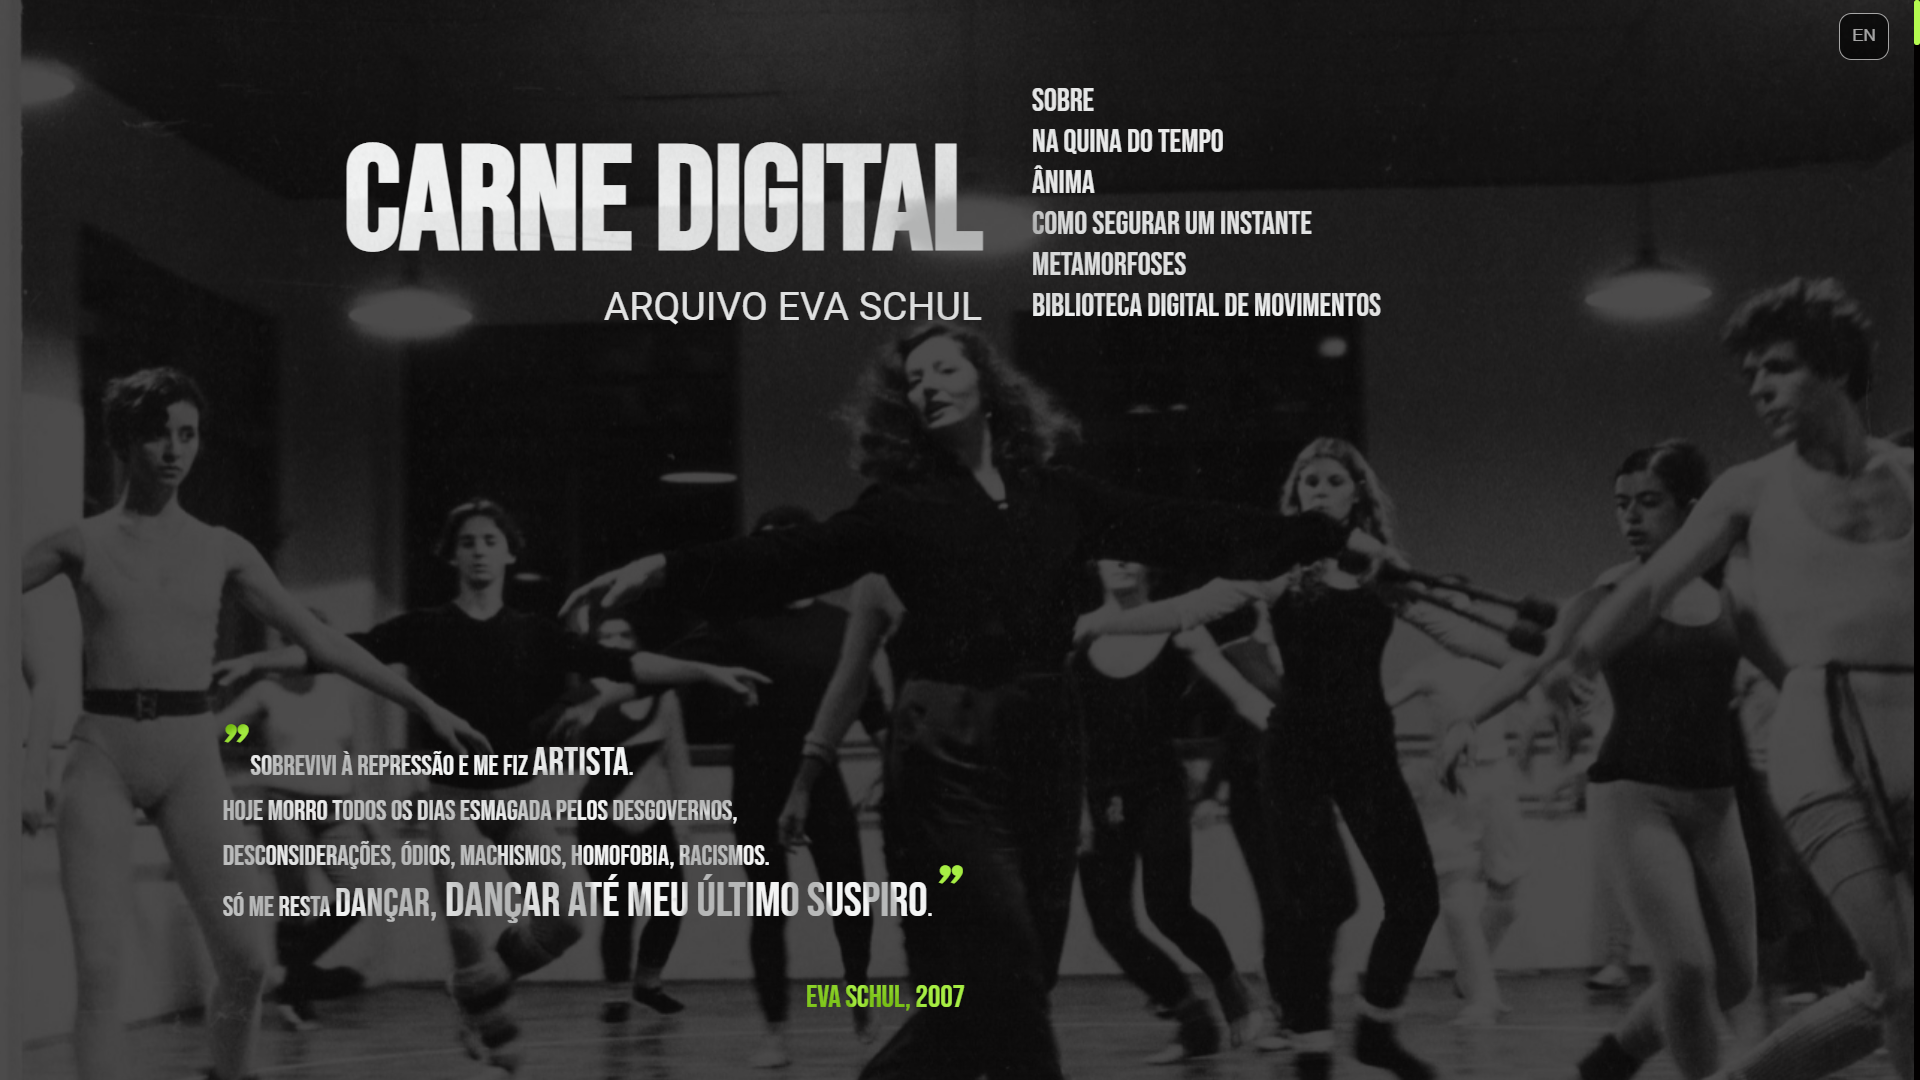 EN
CARNE DIGITAL
ARQUIVO EVA SCHUL
SOBRE
NA QUINA DO TEMPO
ÂNIMA
COMO SEGURAR UM INSTANTE
METAMORFOSES
BIBLIOTECA DIGITAL DE MOVIMENTOS
”SOBREVIVI À REPRESSÃO E ME FIZ ARTISTA.
HOJE MORRO TODOS OS DIAS ESMAGADA PELOS DESGOVERNOS,
DESCONSIDERAÇÕES, ÓDIOS, MACHISMOS, HOMOFOBIA, RACISMOS.
SÓ ME RESTA DANÇAR, DANÇAR ATÉ MEU ÚLTIMO SUSPIRO.”
EVA SCHUL, 2007